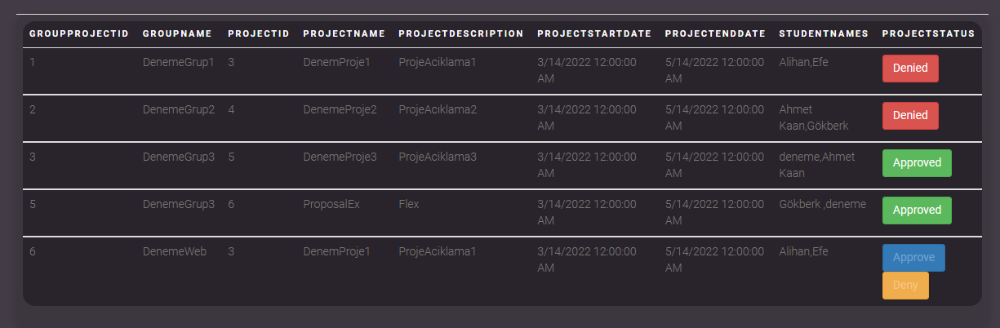 GROUPPROJECTID GROUPNAME PROJECTID PROJECTNAME PROJECTDESCRIPTION PROJECTSTARTDATE PROJECTENDDATE STUDENTNAMES PROJECTSTATUS
1 DenemeGrup1 3 DenemProje1 ProjeAciklama1 3/14/2022 12:00:00 5/14/2022 12:00:00 Alihan,Efe Denied
AM AM
2 DenemeGrup2 4 DenemeProje2 ProjeAciklama2 3/14/2022 12:00:00 5/14/2022 12:00:00 Ahmet Denied
AM AM Kaan,Gökberk
3 DenemeGrup3 5 DenemeProje3 ProjeAciklama3 3/14/2022 12:00:00 5/14/2022 12:00:00 deneme,Ahmet Approved
AM AM Kaan
5 DenemeGrup3 6 ProposalEx Flex 3/14/2022 12:00:00 5/14/2022 12:00:00 Gökberk ,deneme Approved
AM AM
6 DenemeWeb 3 DenemProje1 ProjeAciklama1 3/14/2022 12:00:00 5/14/2022 12:00:00 Alihan,Efe Approve
AM AM
Deny